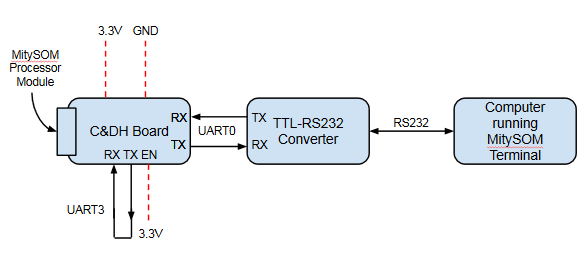 3.3V GND
MitySOM
Processor
Module
C&DH Board
RX
TX
RX TX EN
UART0
TX
RX
TTL-RS232
Converter
RS232
Computer
running
MitySOM
Terminal
UART3
3.3V